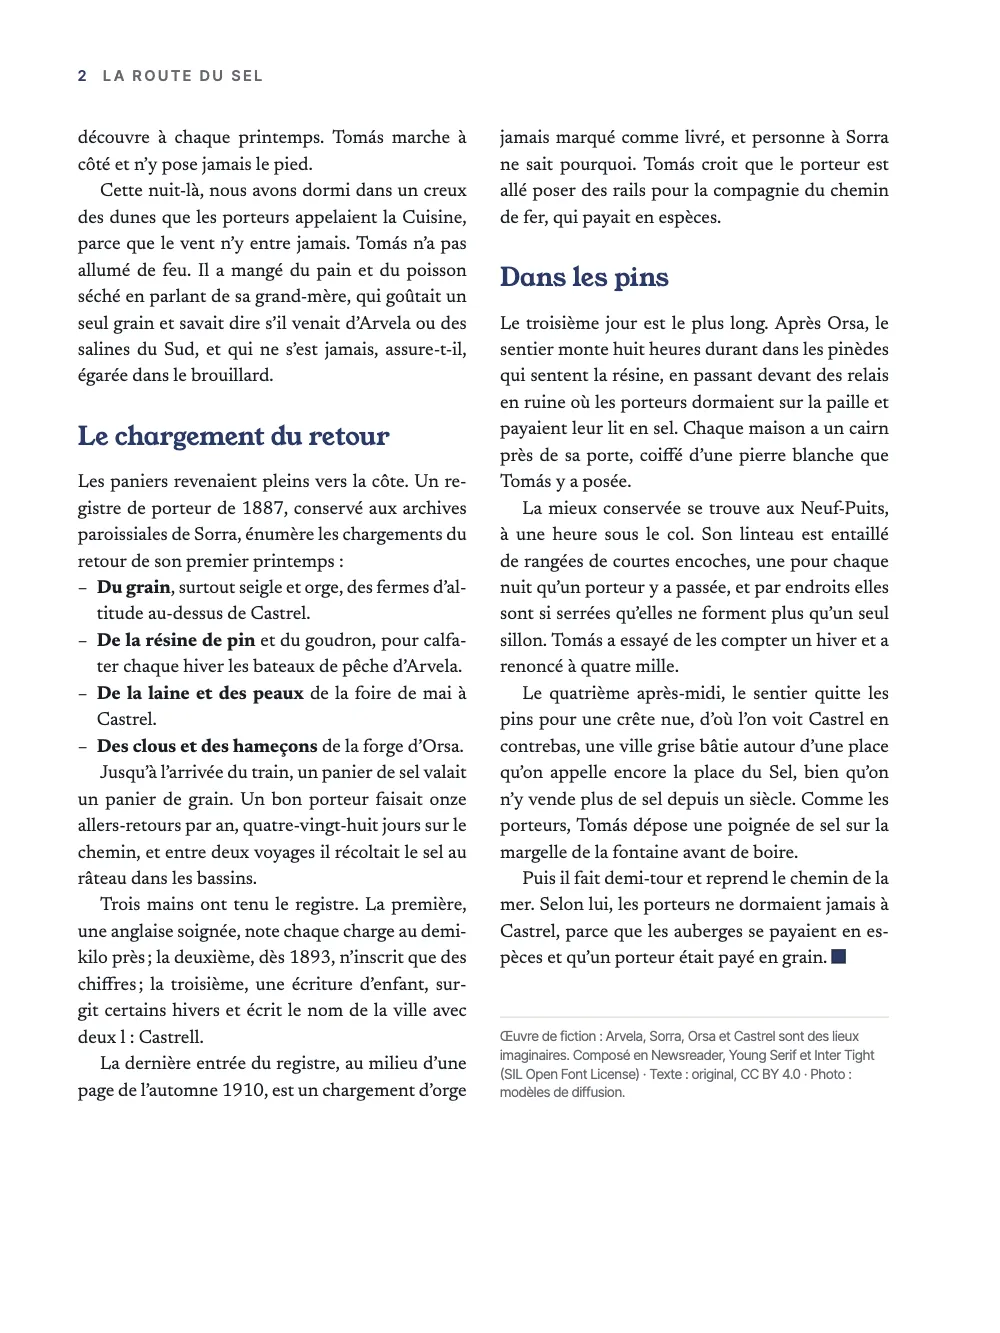 2 LA ROUTE DU SEL
découvre à chaque printemps. Tomás marche à
côté et n’y pose jamais le pied.
Cette nuit-là, nous avons dormi dans un creux
des dunes que les porteurs appelaient la Cuisine,
parce que le vent n’y entre jamais. Tomás n’a pas
allumé de feu. Il a mangé du pain et du poisson
séché en parlant de sa grand-mère, qui goûtait un
seul grain et savait dire s’il venait d’Arvela ou des
salines du Sud, et qui ne s’est jamais, assure-t-il,
égarée dans le brouillard.
Le chargement du retour
Les paniers revenaient pleins vers la côte. Un re-
gistre de porteur de 1887, conservé aux archives
paroissiales de Sorra, énumère les chargements du
retour de son premier printemps :
– Du grain, surtout seigle et orge, des fermes d’al-
titude au-dessus de Castrel.
– De la résine de pin et du goudron, pour calfa-
ter chaque hiver les bateaux de pêche d’Arvela.
– De la laine et des peaux de la foire de mai à
Castrel.
– Des clous et des hameçons de la forge d’Orsa.
Jusqu’à l’arrivée du train, un panier de sel valait
un panier de grain. Un bon porteur faisait onze
allers-retours par an, quatre-vingt-huit jours sur le
chemin, et entre deux voyages il récoltait le sel au
râteau dans les bassins.
Trois mains ont tenu le registre. La première,
une anglaise soignée, note chaque charge au demi-
kilo près ; la deuxième, dès 1893, n’inscrit que des
chiffres ; la troisième, une écriture d’enfant, sur-
git certains hivers et écrit le nom de la ville avec
deux l : Castrell.
La dernière entrée du registre, au milieu d’une
page de l’automne 1910, est un chargement d’orge
jamais marqué comme livré, et personne à Sorra
ne sait pourquoi. Tomás croit que le porteur est
allé poser des rails pour la compagnie du chemin
de fer, qui payait en espèces.
Dans les pins
Le troisième jour est le plus long. Après Orsa, le
sentier monte huit heures durant dans les pinèdes
qui sentent la résine, en passant devant des relais
en ruine où les porteurs dormaient sur la paille et
payaient leur lit en sel. Chaque maison a un cairn
près de sa porte, coiffé d’une pierre blanche que
Tomás y a posée.
La mieux conservée se trouve aux Neuf-Puits,
à une heure sous le col. Son linteau est entaillé
de rangées de courtes encoches, une pour chaque
nuit qu’un porteur y a passée, et par endroits elles
sont si serrées qu’elles ne forment plus qu’un seul
sillon. Tomás a essayé de les compter un hiver et a
renoncé à quatre mille.
Le quatrième après-midi, le sentier quitte les
pins pour une crête nue, d’où l’on voit Castrel en
contrebas, une ville grise bâtie autour d’une place
qu’on appelle encore la place du Sel, bien qu’on
n’y vende plus de sel depuis un siècle. Comme les
porteurs, Tomás dépose une poignée de sel sur la
margelle de la fontaine avant de boire.
Puis il fait demi-tour et reprend le chemin de la
mer. Selon lui, les porteurs ne dormaient jamais à
Castrel, parce que les auberges se payaient en es-
pèces et qu’un porteur était payé en grain.
Œuvre de fiction : Arvela, Sorra, Orsa et Castrel sont des lieux
imaginaires. Composé en Newsreader, Young Serif et Inter Tight
(SIL Open Font License) · Texte : original, CC BY 4.0 · Photo :
modèles de diffusion.